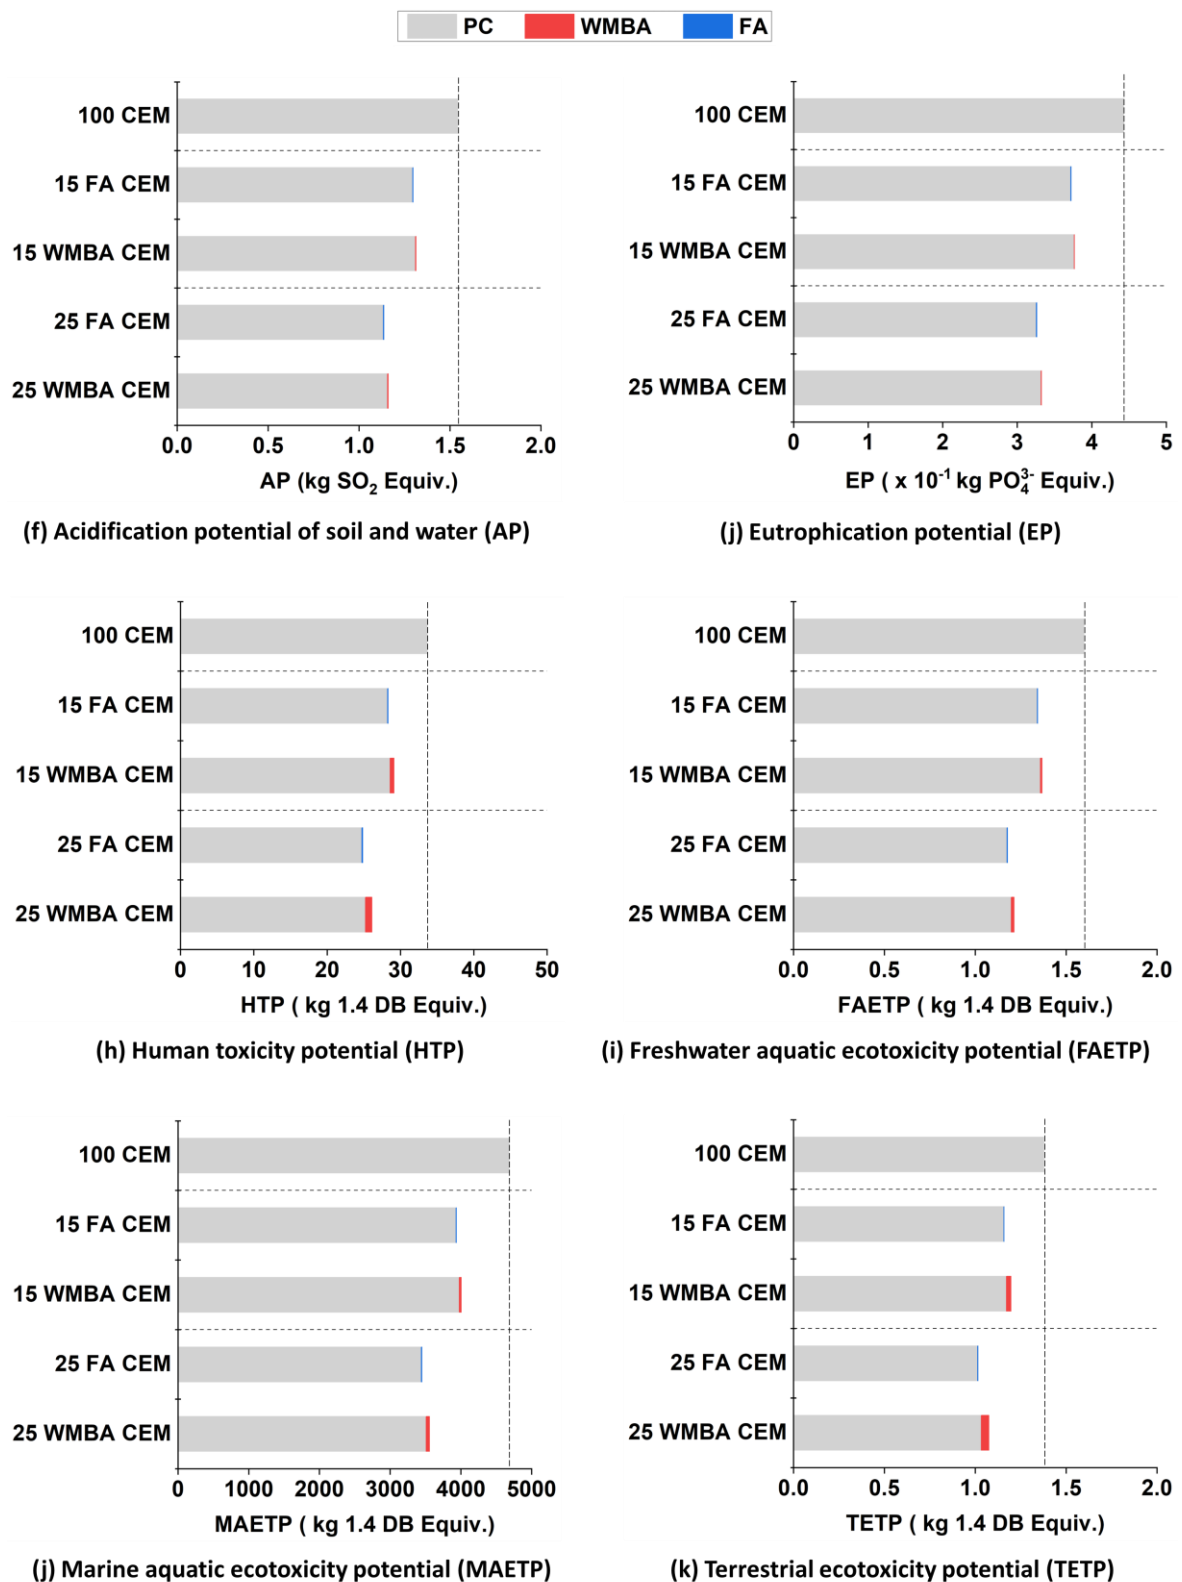 PC WMBA FA
100 CEM
15 FA CEM
15 WMBA CEM
25 FA CEM
25 WMBA CEM
0.0 0.5 1.0 1.5 2.0
AP (kg SO₂ Equiv.)
(f) Acidification potential of soil and water (AP)
100 CEM
15 FA CEM
15 WMBA CEM
25 FA CEM
25 WMBA CEM
0 1 2 3 4 5
EP ( x 10⁻¹ kg PO₄³⁻ Equiv.)
(j) Eutrophication potential (EP)
100 CEM
15 FA CEM
15 WMBA CEM
25 FA CEM
25 WMBA CEM
0 10 20 30 40 50
HTP ( kg 1.4 DB Equiv.)
(h) Human toxicity potential (HTP)
100 CEM
15 FA CEM
15 WMBA CEM
25 FA CEM
25 WMBA CEM
0.0 0.5 1.0 1.5 2.0
FAETP ( kg 1.4 DB Equiv.)
(i) Freshwater aquatic ecotoxicity potential (FAETP)
100 CEM
15 FA CEM
15 WMBA CEM
25 FA CEM
25 WMBA CEM
0 1000 2000 3000 4000 5000
MAETP ( kg 1.4 DB Equiv.)
(j) Marine aquatic ecotoxicity potential (MAETP)
100 CEM
15 FA CEM
15 WMBA CEM
25 FA CEM
25 WMBA CEM
0.0 0.5 1.0 1.5 2.0
TETP ( kg 1.4 DB Equiv.)
(k) Terrestrial ecotoxicity potential (TETP)